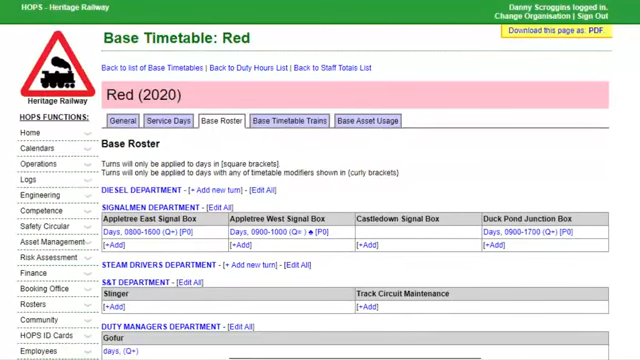 HOPS - Heritage Railway
Danny Scroggins logged in.
Change Organisation | Sign Out
Download this page as: PDF.
Base Timetable: Red
Back to list of Base Timetables | Back to Duty Hours List | Back to Staff Totals List
Heritage Railway
Red (2020)
HOPS FUNCTIONS:
Home
Calendars
Operations
Logs
Engineering
Competence
Safety Circular
Asset Management
Risk Assessment
Finance
Booking Office
Rosters
Community
HOPS ID Cards
Employees
General
Service Days
Base Roster
Base Timetable Trains
Base Asset Usage
Base Roster
Turns will only be applied to days in [square brackets].
Turns will only be applied to days with any of timetable modifiers shown in {curly brackets}
DIESEL DEPARTMENT - [+ Add new turn] - [Edit All]
SIGNALMEN DEPARTMENT - [Edit All]
Appletree East Signal Box Appletree West Signal Box Castledown Signal Box Duck Pond Junction Box
Days, 0800-1600 (Q+) [P0] Days, 0900-1000 (Q= ) ♠ [P0] Days, 0900-1700 (Q+) [P0]
[+Add] [+Add] [+Add] [+Add]
STEAM DRIVERS DEPARTMENT - [+ Add new turn] - [Edit All]
S&T DEPARTMENT - [Edit All]
Slinger Track Circuit Maintenance
[+Add] [+Add]
DUTY MANAGERS DEPARTMENT - [Edit All]
Gofur
days, (Q+)